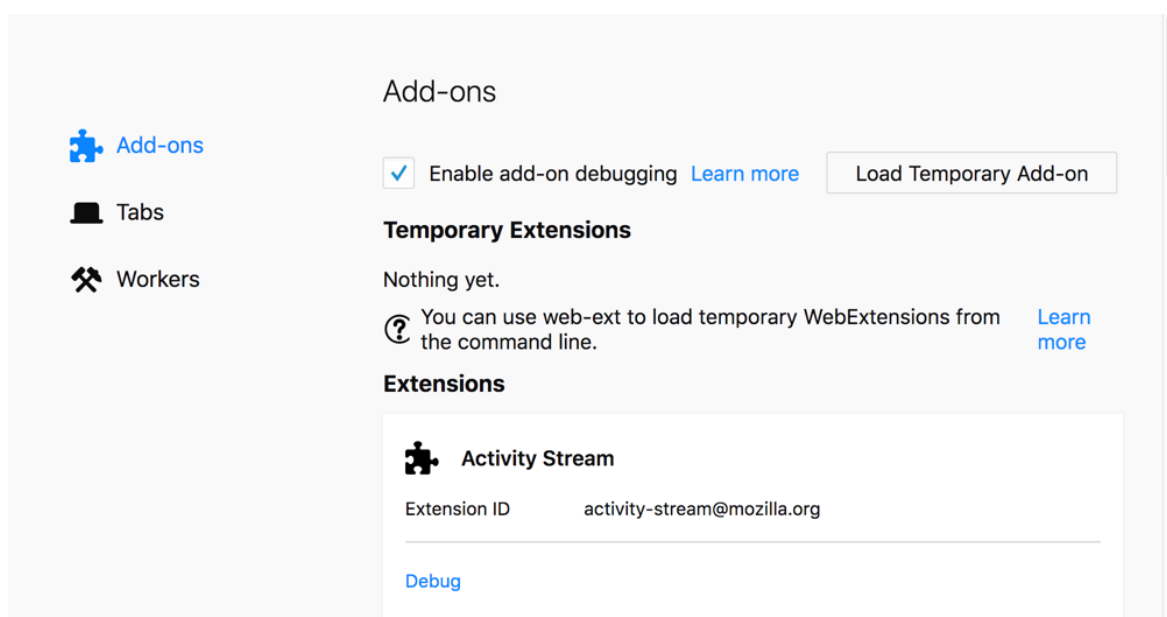 Add-ons
Tabs
Workers
Add-ons
Enable add-on debugging Learn more Load Temporary Add-on
Temporary Extensions
Nothing yet.
You can use web-ext to load temporary WebExtensions from
the command line.
Learn
more
Extensions
Activity Stream
Extension ID activity-stream@mozilla.org
Debug